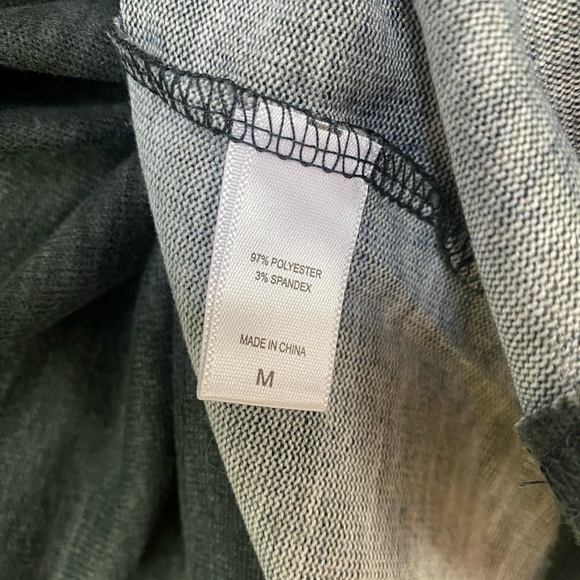 97% POLYESTER
3% SPANDEX
MADE IN CHINA
M